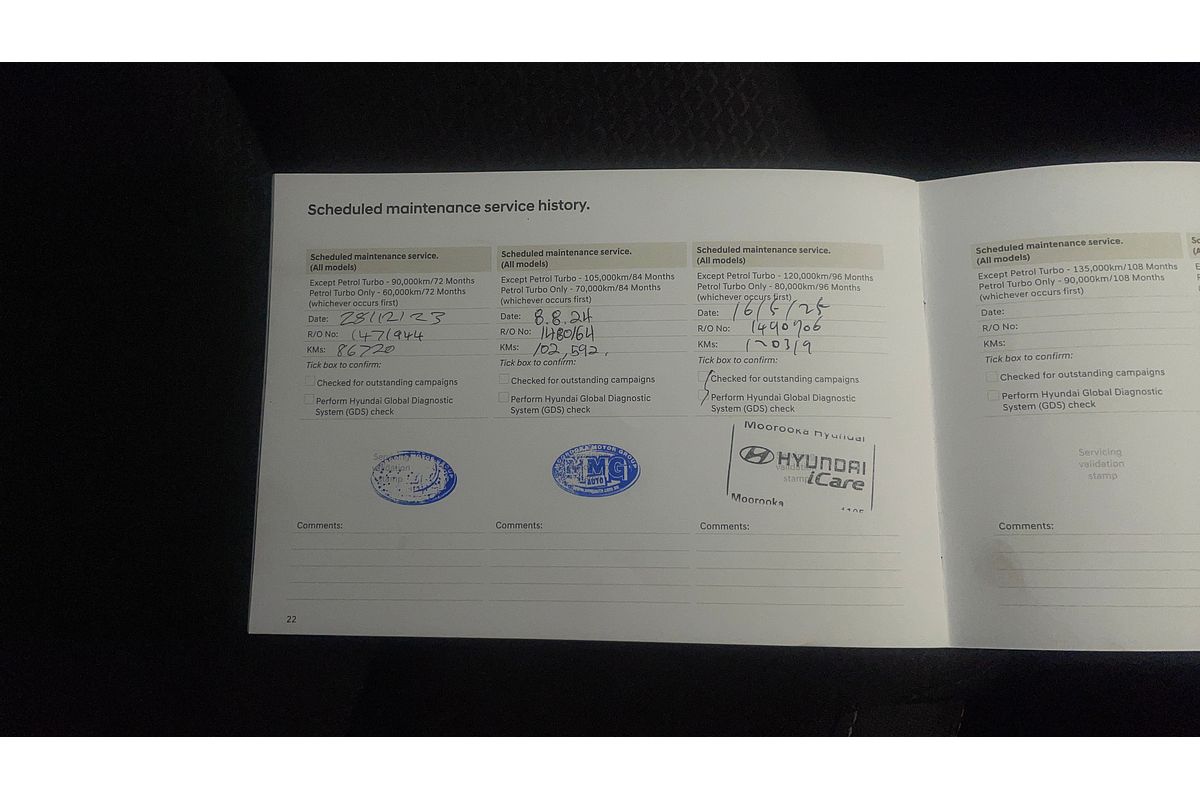 Scheduled maintenance service history.
Scheduled maintenance service.
(All models)
Except Petrol Turbo - 90,000km/72 Months
Petrol Turbo Only - 60,000km/72 Months
(whichever occurs first)
Date: 28/12/23
R/O No: 1471944
KMs: 86720
Tick box to confirm:
Checked for outstanding campaigns
Perform Hyundai Global Diagnostic
System (GDS) check
Servicing
validation
stamp
Comments:
Scheduled maintenance service.
(All models)
Except Petrol Turbo - 105,000km/84 Months
Petrol Turbo Only - 70,000km/84 Months
(whichever occurs first)
Date: 8.8.24
R/O No: 1480164
KMs: 102,592.
Tick box to confirm:
Checked for outstanding campaigns
Perform Hyundai Global Diagnostic
System (GDS) check
MOOROOKA MOTOR GROUP
MMG
AUTO
Comments:
Scheduled maintenance service.
(All models)
Except Petrol Turbo - 120,000km/96 Months
Petrol Turbo Only - 80,000km/96 Months
(whichever occurs first)
Date: 16/5/25
R/O No: 1490706
KMs: 120319
Tick box to confirm:
Checked for outstanding campaigns
Perform Hyundai Global Diagnostic
System (GDS) check
Moorooka Hyundai
HYUNDAI
validation
stamp
iCare
Moorooka
Comments:
22
Scheduled maintenance service.
(All models)
Except Petrol Turbo - 135,000km/108 Months
Petrol Turbo Only - 90,000km/108 Months
(whichever occurs first)
Date:
R/O No:
KMs:
Tick box to confirm:
Checked for outstanding campaigns
Perform Hyundai Global Diagnostic
System (GDS) check
Servicing
validation
stamp
Comments: